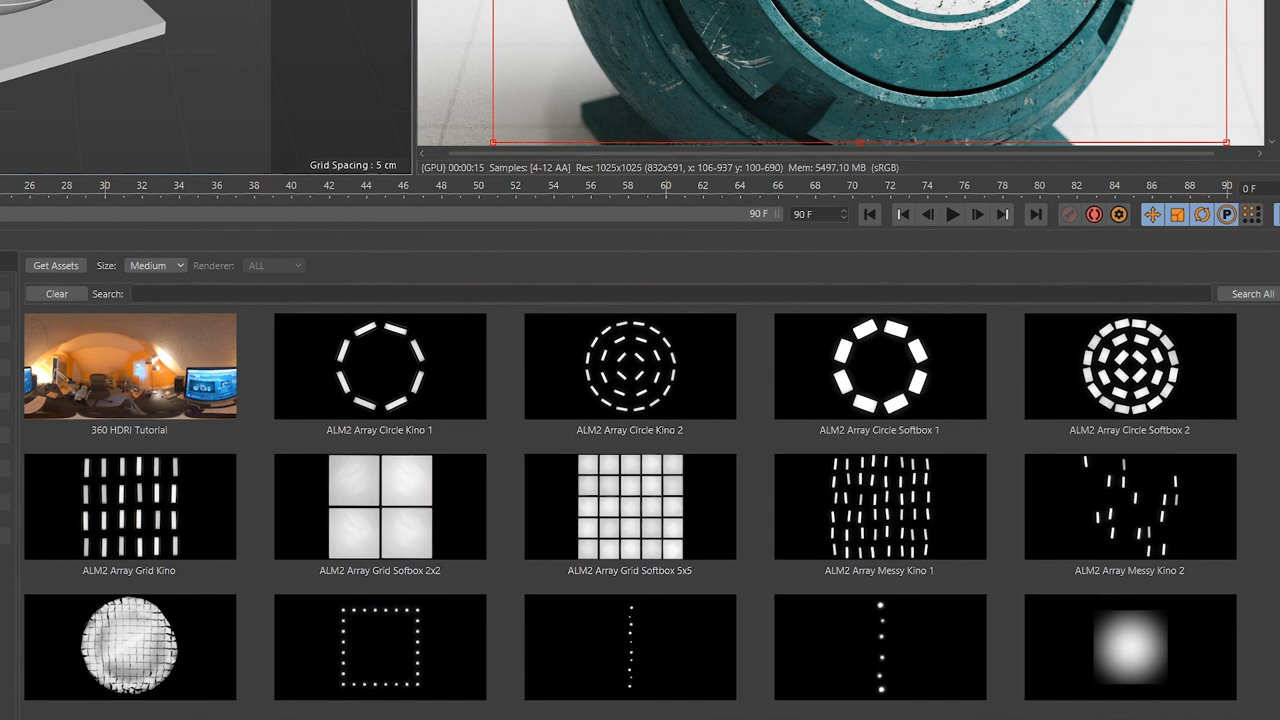 Grid Spacing : 5 cm
[GPU] 00:00:15 Samples: [4-12 AA] Res: 1025x1025 (832x591, x: 106-937 y: 100-690) Mem: 5497.10 MB (sRGB)
26 28 30 32 34 36 38 40 42 44 46 48 50 52 54 56 58 60 62 64 66 68 70 72 74 76 78 80 82 84 86 88 90 0 F
90 F 90 F P
Get Assets Size: Medium Renderer: ALL
Clear Search: Search All
360 HDRi Tutorial ALM2 Array Circle Kino 1 ALM2 Array Circle Kino 2 ALM2 Array Circle Softbox 1 ALM2 Array Circle Softbox 2
ALM2 Array Grid Kino ALM2 Array Grid Sofbox 2x2 ALM2 Array Grid Softbox 5x5 ALM2 Array Messy Kino 1 ALM2 Array Messy Kino 2